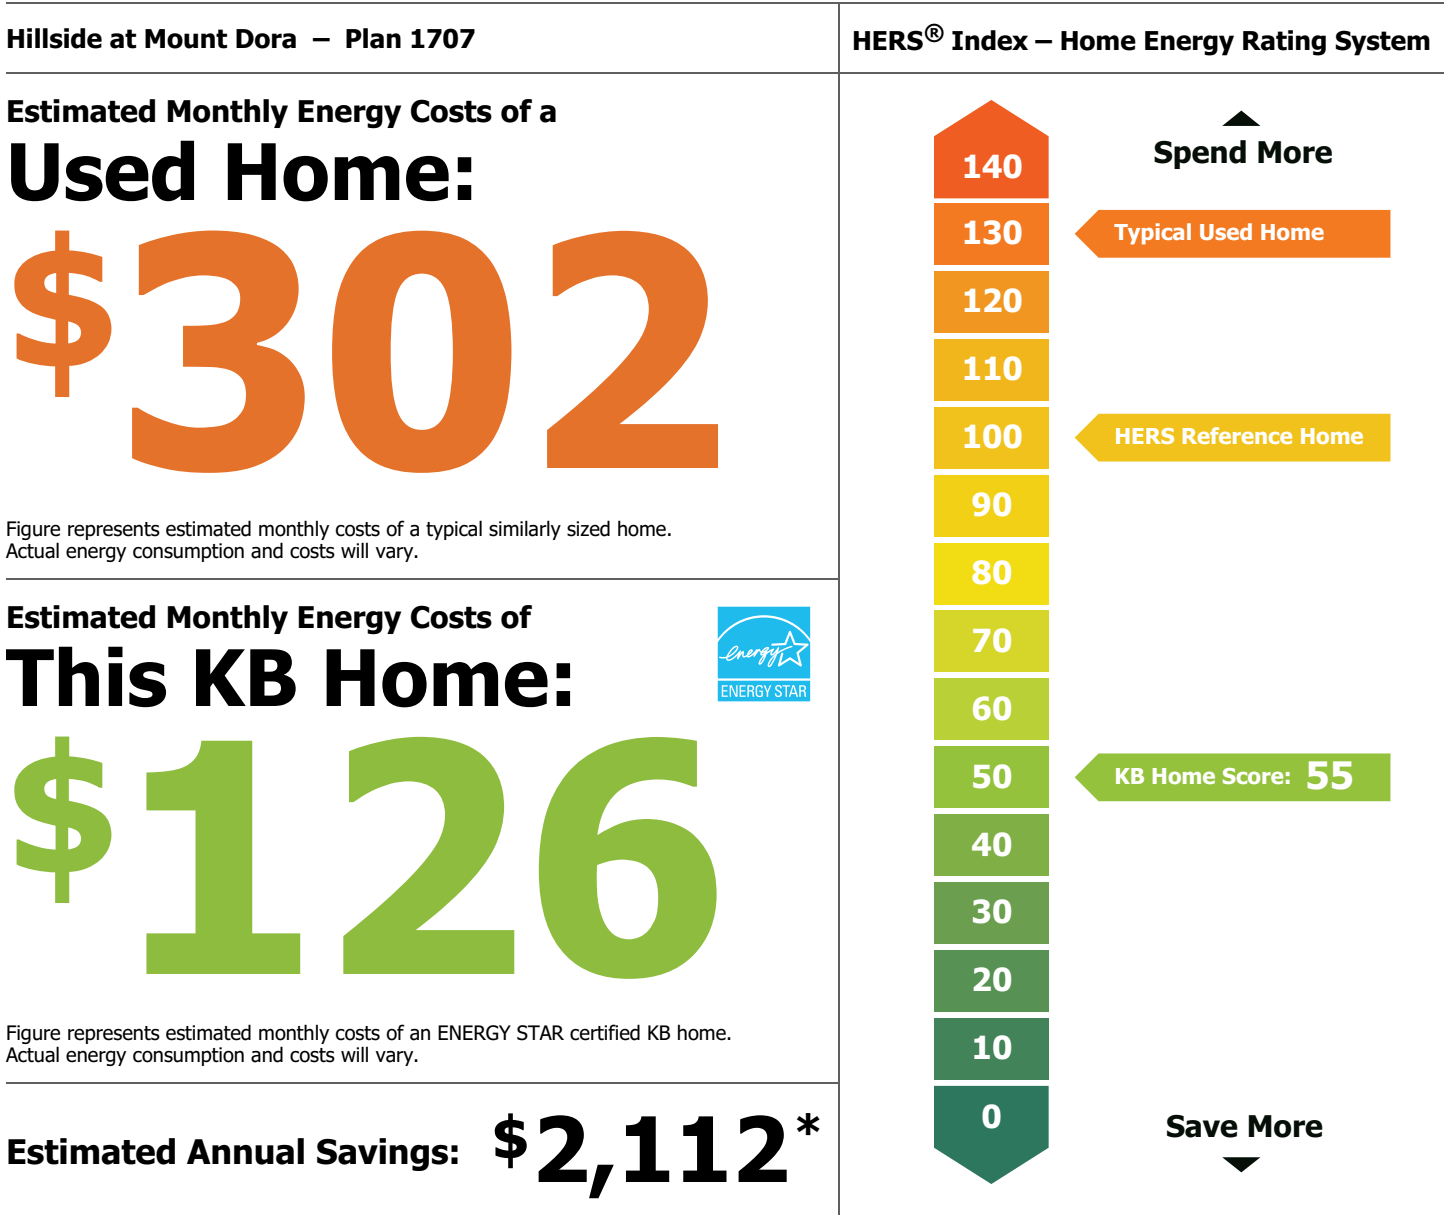 Hillside at Mount Dora – Plan 1707
Estimated Monthly Energy Costs of a
Used Home:
$302
Figure represents estimated monthly costs of a typical similarly sized home.
Actual energy consumption and costs will vary.
Estimated Monthly Energy Costs of
This KB Home:
energy
ENERGY STAR
$126
Figure represents estimated monthly costs of an ENERGY STAR certified KB home.
Actual energy consumption and costs will vary.
Estimated Annual Savings: $2,112*
HERS® Index – Home Energy Rating System
Spend More
140
130 Typical Used Home
120
110
100 HERS Reference Home
90
80
70
60
50 KB Home Score: 55
40
30
20
10
0
Save More